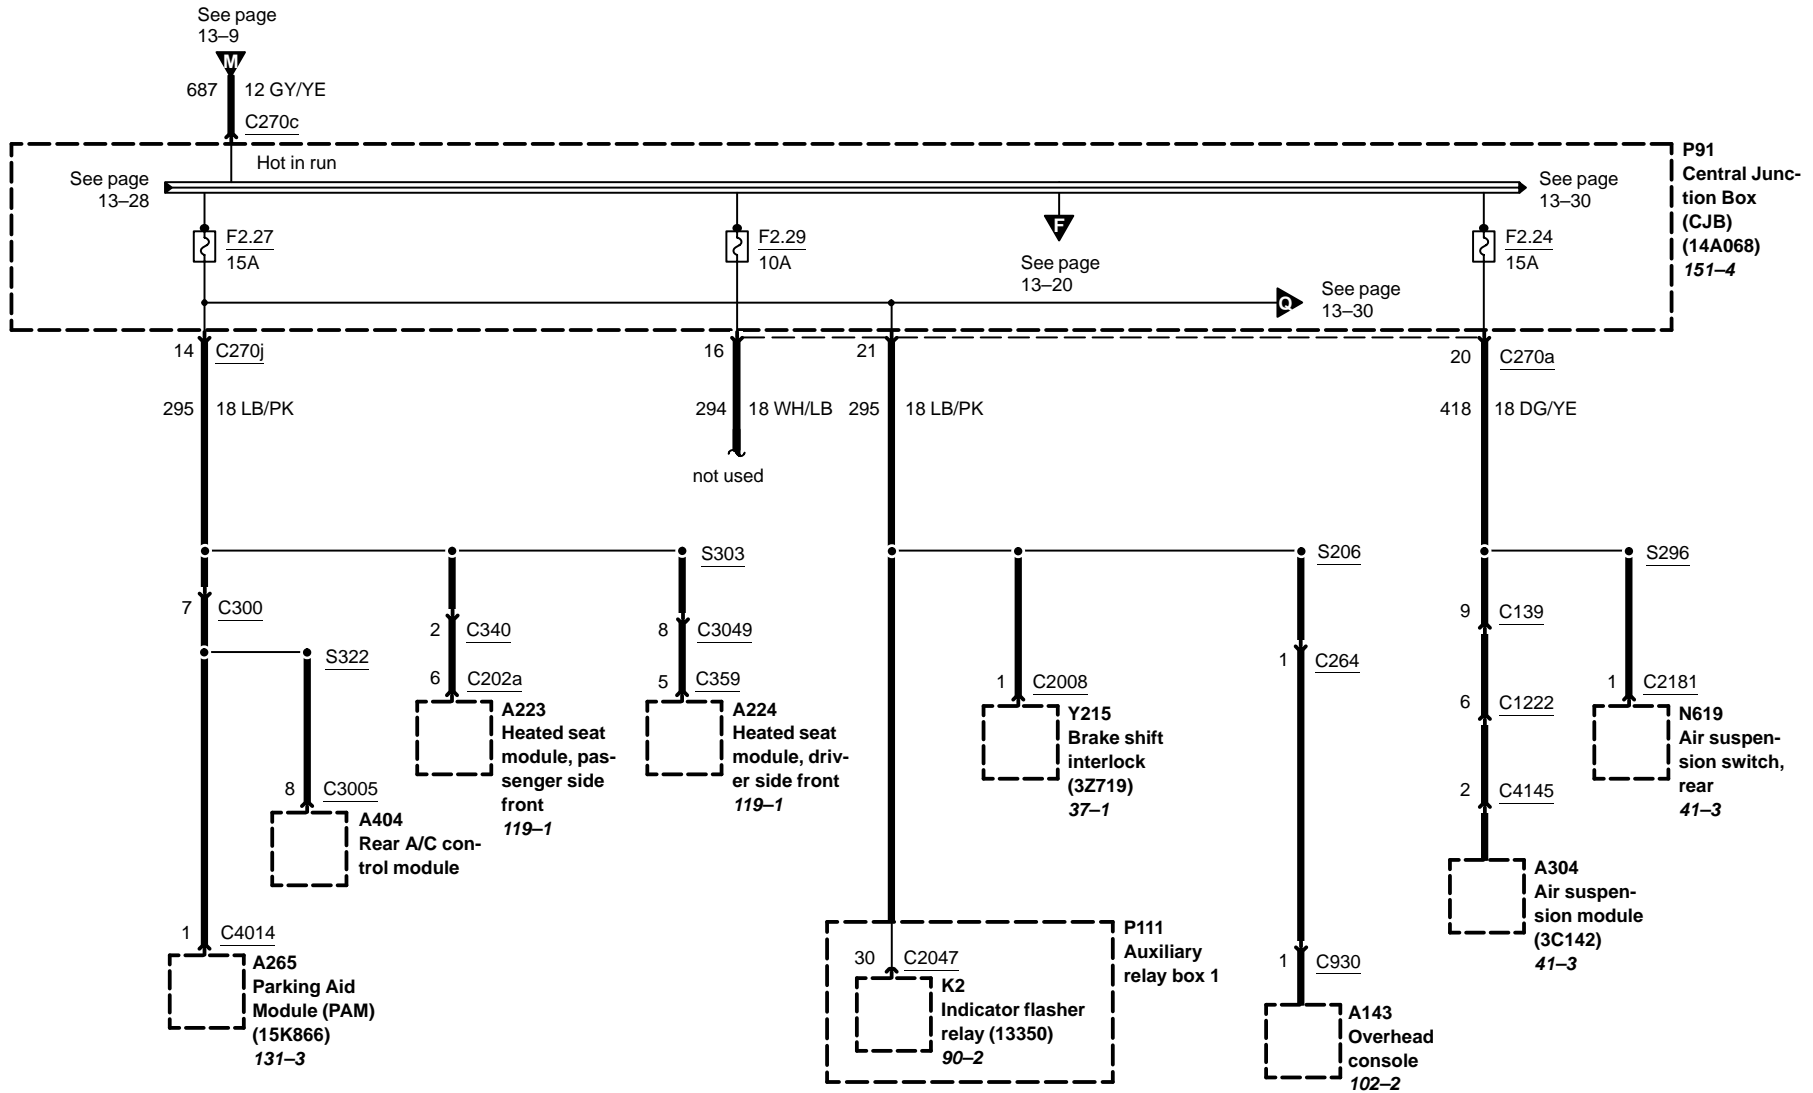 See page
13–9
M
687 12 GY/YE
C270c
Hot in run
See page
13–28
See page
13–30
P91
Central Junc-
tion Box
(CJB)
(14A068)
151–4
F2.27
15A
F2.29
10A
F
See page
13–20
F2.24
15A
Q
See page
13–30
14 C270j
16
21
20 C270a
295 18 LB/PK
294 18 WH/LB
295 18 LB/PK
418 18 DG/YE
not used
S303
S206
S296
7 C300
2 C340
8 C3049
9 C139
S322
1 C264
6 C202a
5 C359
1 C2008
6 C1222
1 C2181
A223
Heated seat
module, pas-
senger side
front
119–1
A224
Heated seat
module, driv-
er side front
119–1
Y215
Brake shift
interlock
(3Z719)
37–1
N619
Air suspen-
sion switch,
rear
41–3
8 C3005
2 C4145
A404
Rear A/C con-
trol module
A304
Air suspen-
sion module
(3C142)
41–3
1 C4014
A265
Parking Aid
Module (PAM)
(15K866)
131–3
P111
Auxiliary
relay box 1
30 C2047
K2
Indicator flasher
relay (13350)
90–2
1 C930
A143
Overhead
console
102–2